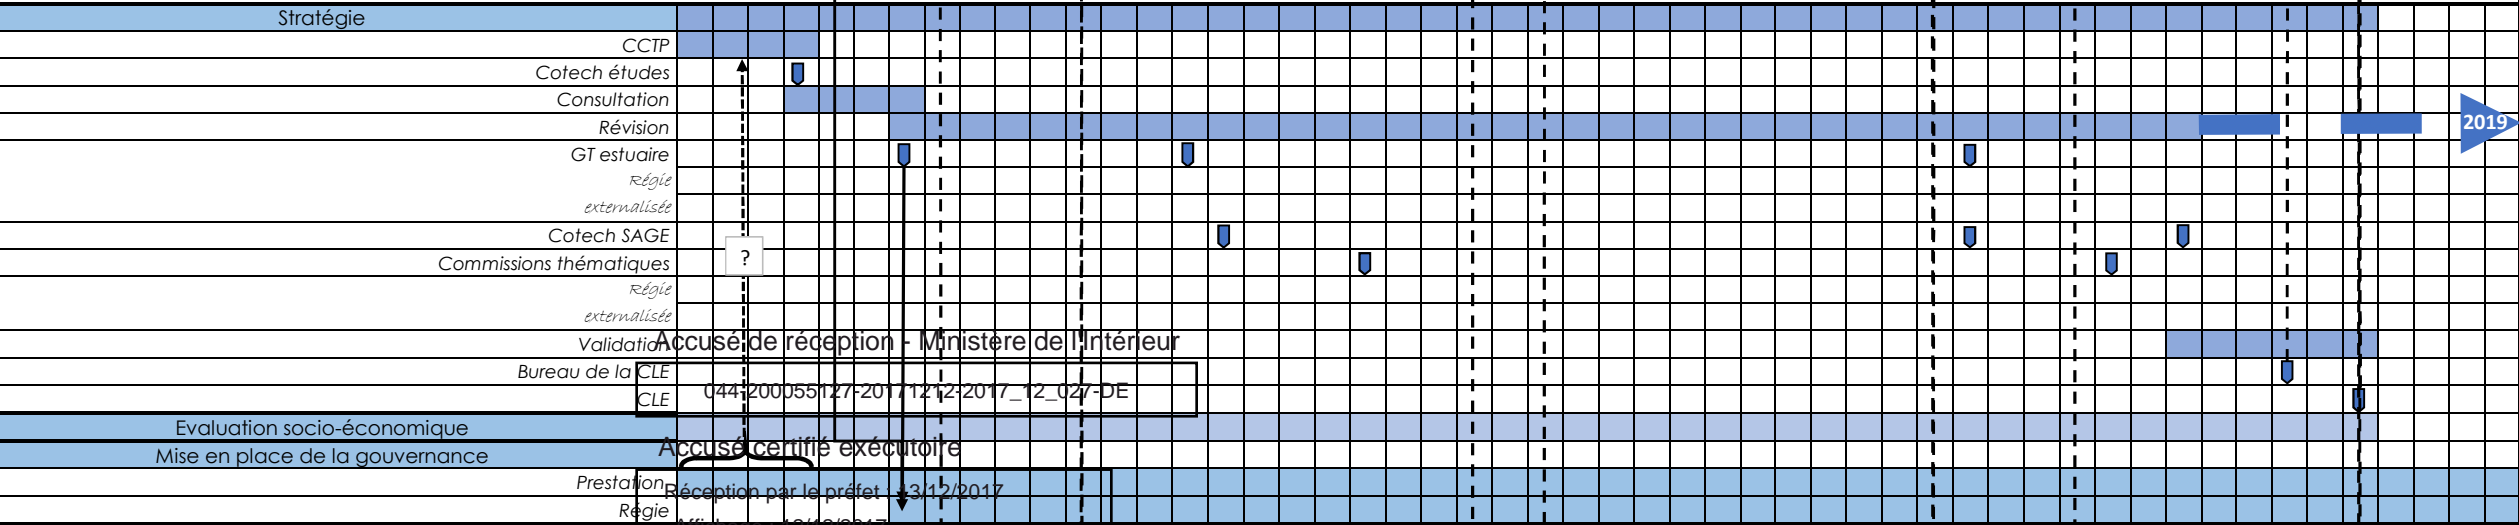 Stratégie
CCTP
Cotech études
Consultation
Révision
2019
GT estuaire
Régie
externalisée
Cotech SAGE
Commissions thématiques
?
Régie
externalisée
Validation
Accusé de réception - Ministère de l'Intérieur
Bureau de la CLE
044-200055127-20171212-2017_12_027-DE
CLE
Evaluation socio-économique
Accusé certifié exécutoire
Mise en place de la gouvernance
Prestation
Réception par le préfet : 13/12/2017
Régie